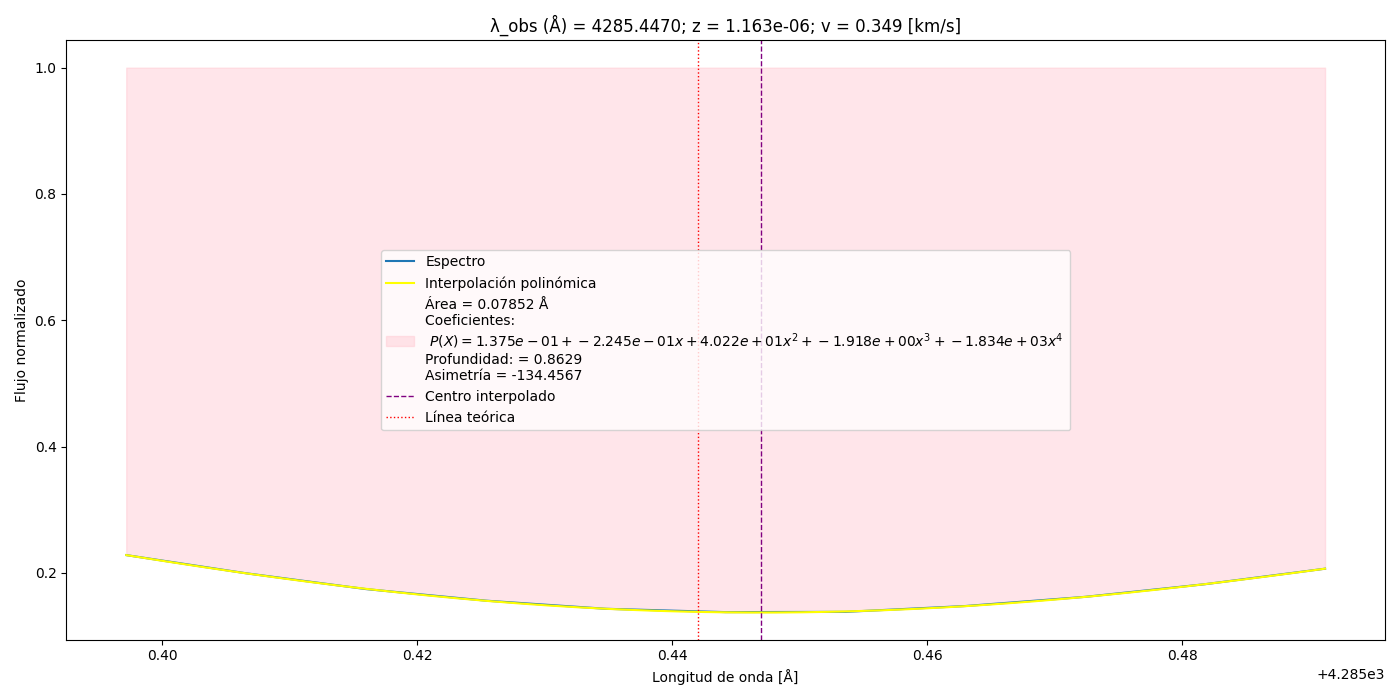 λ_obs (Å) = 4285.4470; z = 1.163e-06; v = 0.349 [km/s]
1.0
0.8
0.6
0.4
0.2
Flujo normalizado
Espectro
Interpolación polinómica
Área = 0.07852 Å
Coeficientes:
P(X) = 1.375e − 01 + −2.245e − 01x + 4.022e + 01x² + −1.918e + 00x³ + −1.834e + 03x⁴
Profundidad: = 0.8629
Asimetría = -134.4567
Centro interpolado
Línea teórica
0.40 0.42 0.44 0.46 0.48
+4.285e3
Longitud de onda [Å]